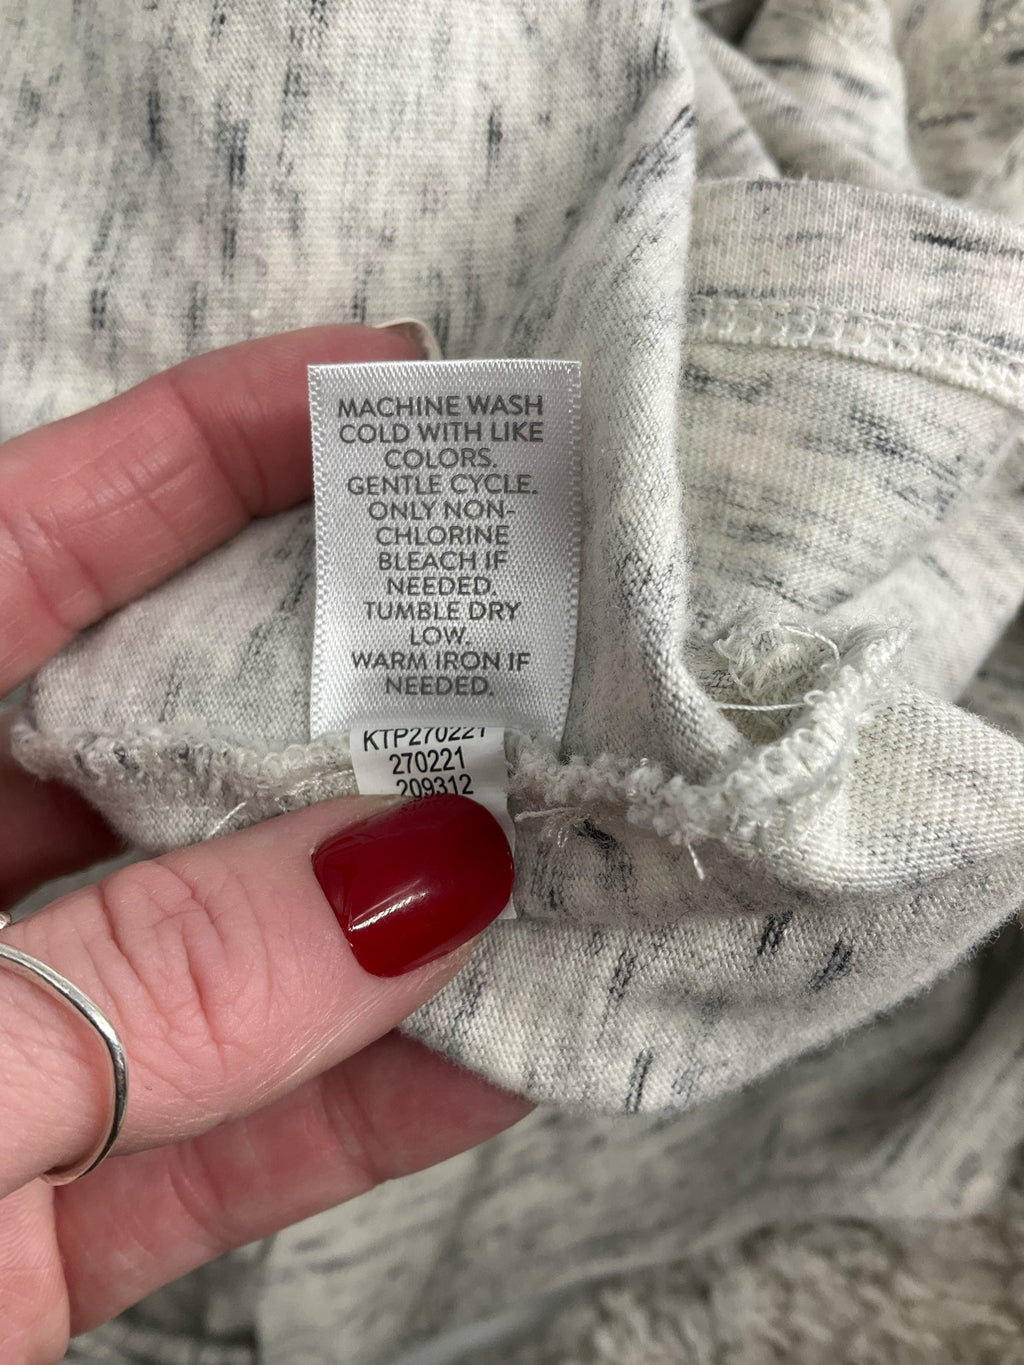 MACHINE WASH
COLD WITH LIKE
COLORS.
GENTLE CYCLE.
ONLY NON-
CHLORINE
BLEACH IF
NEEDED.
TUMBLE DRY
LOW.
WARM IRON IF
NEEDED.
KTP270221
270221
209312